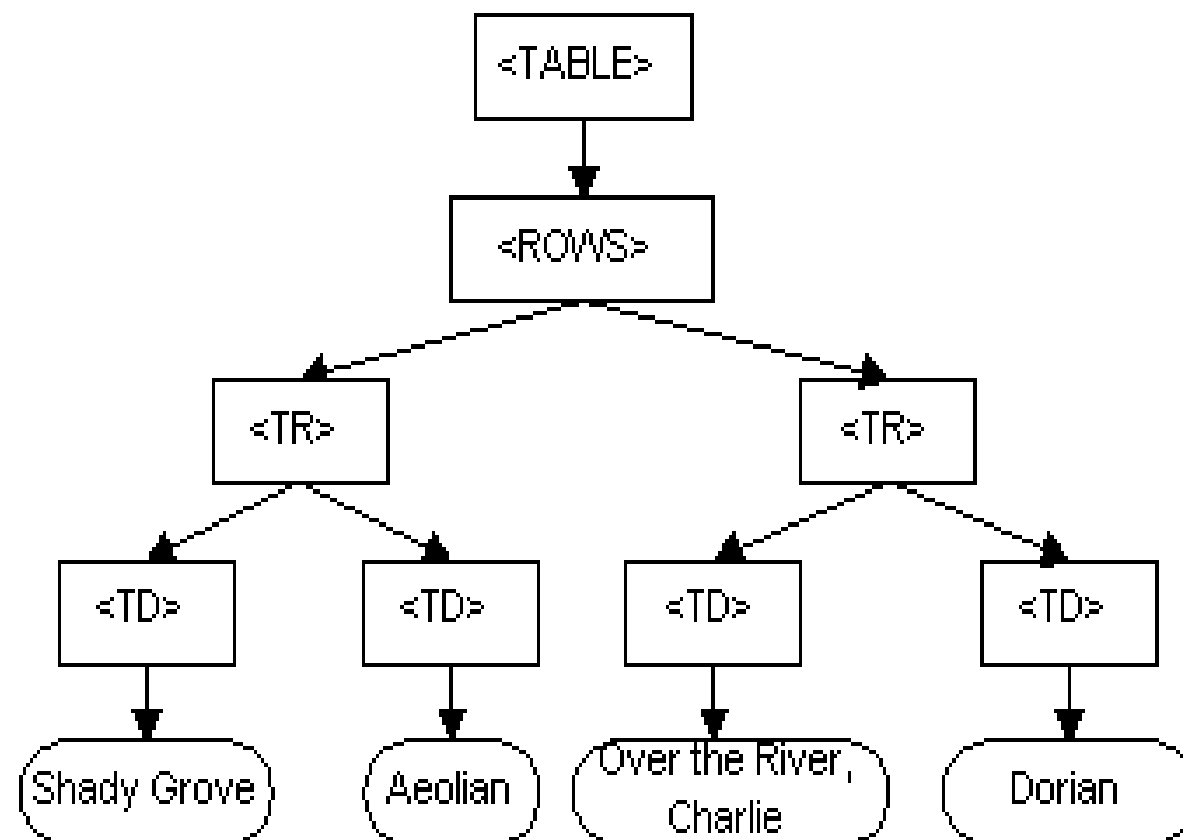 <TABLE>
<ROWS>
<TR>
<TR>
<TD>
<TD>
<TD>
<TD>
Shady Grove
Aeolian
Over the River,
Charlie
Dorian